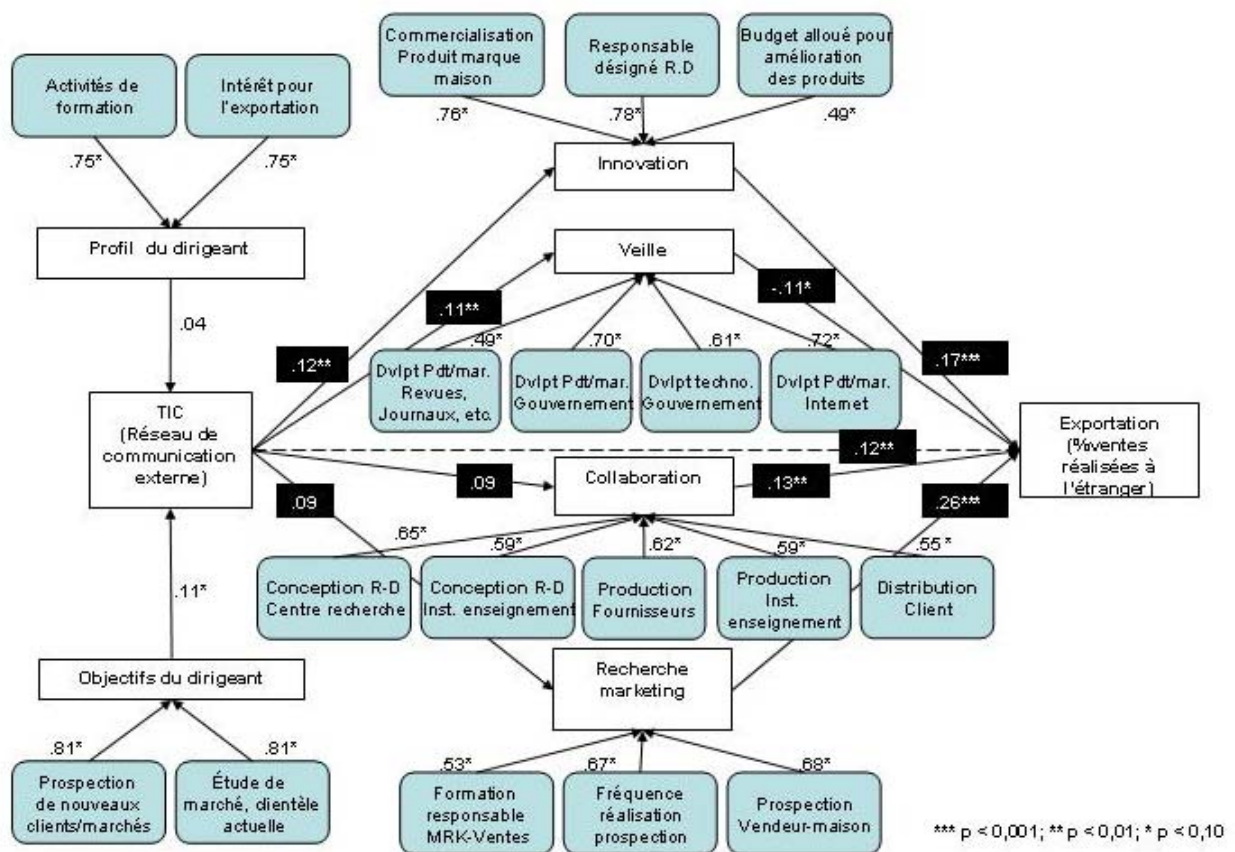 Commercialisation
Produit marque
maison
Responsable
désigné R.D
Budget alloué pour
amélioration
des produits
Activités de
formation
Intérêt pour
l'exportation
.76*
.78*
.49*
.75*
.75*
Innovation
Profil du dirigeant
Veille
.04
.11**
-.11*
.12**
.49*
.70*
.61*
.72*
.17***
Dvlpt Pdt/mar.
Revues,
Journaux, etc.
Dvlpt Pdt/mar.
Gouvernement
Dvlpt techno.
Gouvernement
Dvlpt Pdt/mar.
Internet
TIC
(Réseau de
communication
externe)
Exportation
(%ventes
réalisées à
l'étranger)
.12**
.09
Collaboration
.13**
.09
.26***
.65*
.59*
.62*
.59*
.55*
Conception R-D
Centre recherche
Conception R-D
Inst. enseignement
Production
Fournisseurs
Production
Inst.
enseignement
Distribution
Client
.11*
Objectifs du dirigeant
Recherche
marketing
.81*
.81*
.53*
.67*
.68*
Prospection
de nouveaux
clients/marchés
Étude de
marché, clientèle
actuelle
Formation
responsable
MRK-Ventes
Fréquence
réalisation
prospection
Prospection
Vendeur-maison
*** p < 0,001; ** p < 0,01; * p < 0,10